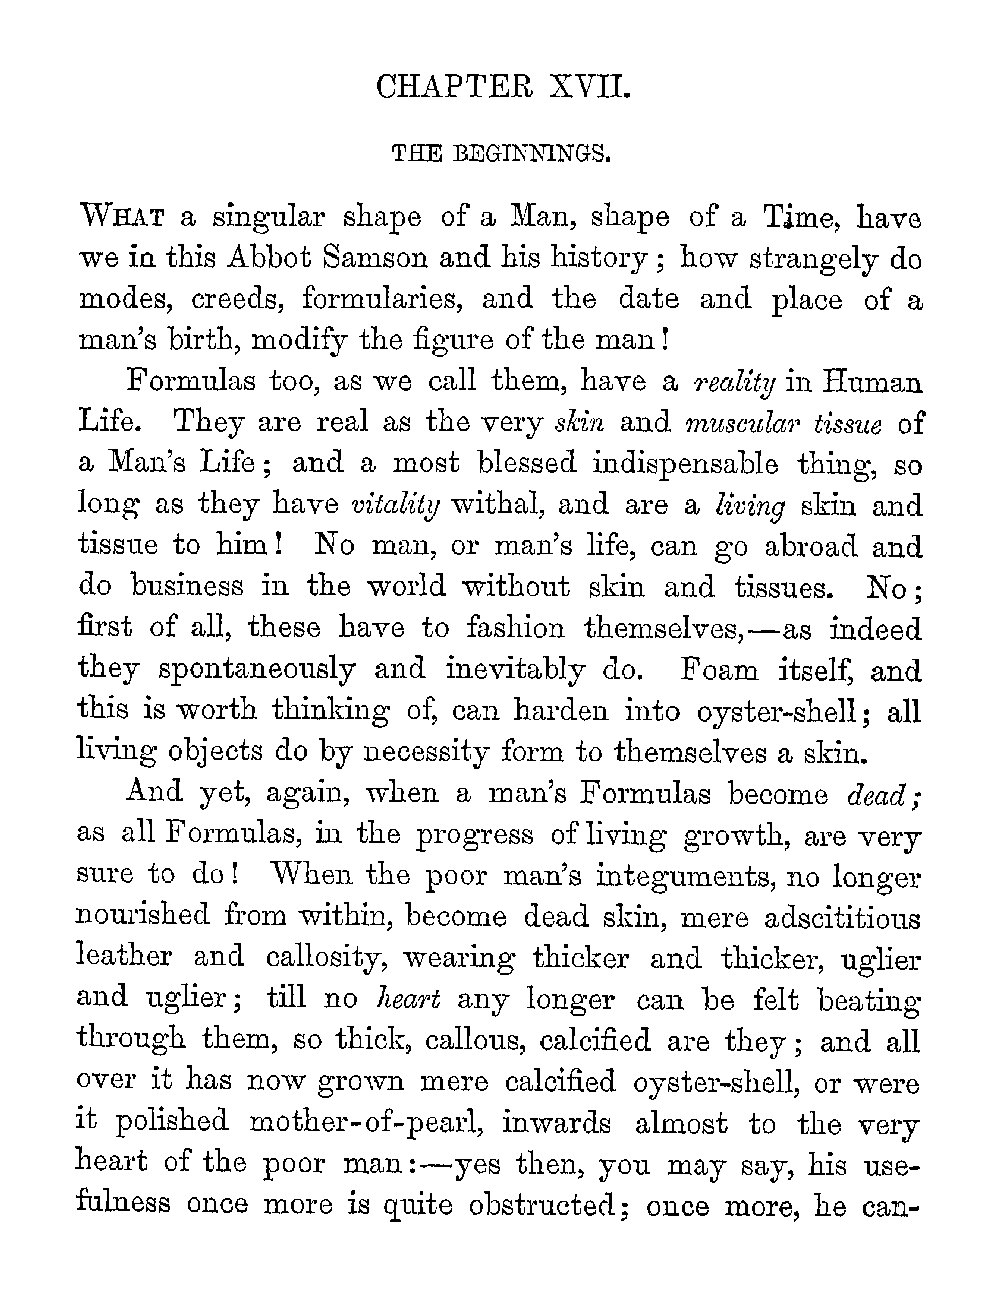 CHAPTER XVII.
THE BEGINNINGS.
WHAT a singular shape of a Man, shape of a Time, have
we in this Abbot Samson and his history; how strangely do
modes, creeds, formularies, and the date and place of a
man's birth, modify the figure of the man!
Formulas too, as we call them, have a reality in Human
Life. They are real as the very skin and muscular tissue of
a Man's Life; and a most blessed indispensable thing, so
long as they have vitality withal, and are a living skin and
tissue to him! No man, or man's life, can go abroad and
do business in the world without skin and tissues. No;
first of all, these have to fashion themselves,—as indeed
they spontaneously and inevitably do. Foam itself, and
this is worth thinking of, can harden into oyster-shell; all
living objects do by necessity form to themselves a skin.
And yet, again, when a man's Formulas become dead;
as all Formulas, in the progress of living growth, are very
sure to do! When the poor man's integuments, no longer
nourished from within, become dead skin, mere adscititious
leather and callosity, wearing thicker and thicker, uglier
and uglier; till no heart any longer can be felt beating
through them, so thick, callous, calcified are they; and all
over it has now grown mere calcified oyster-shell, or were
it polished mother-of-pearl, inwards almost to the very
heart of the poor man:—yes then, you may say, his use-
fulness once more is quite obstructed; once more, he can-